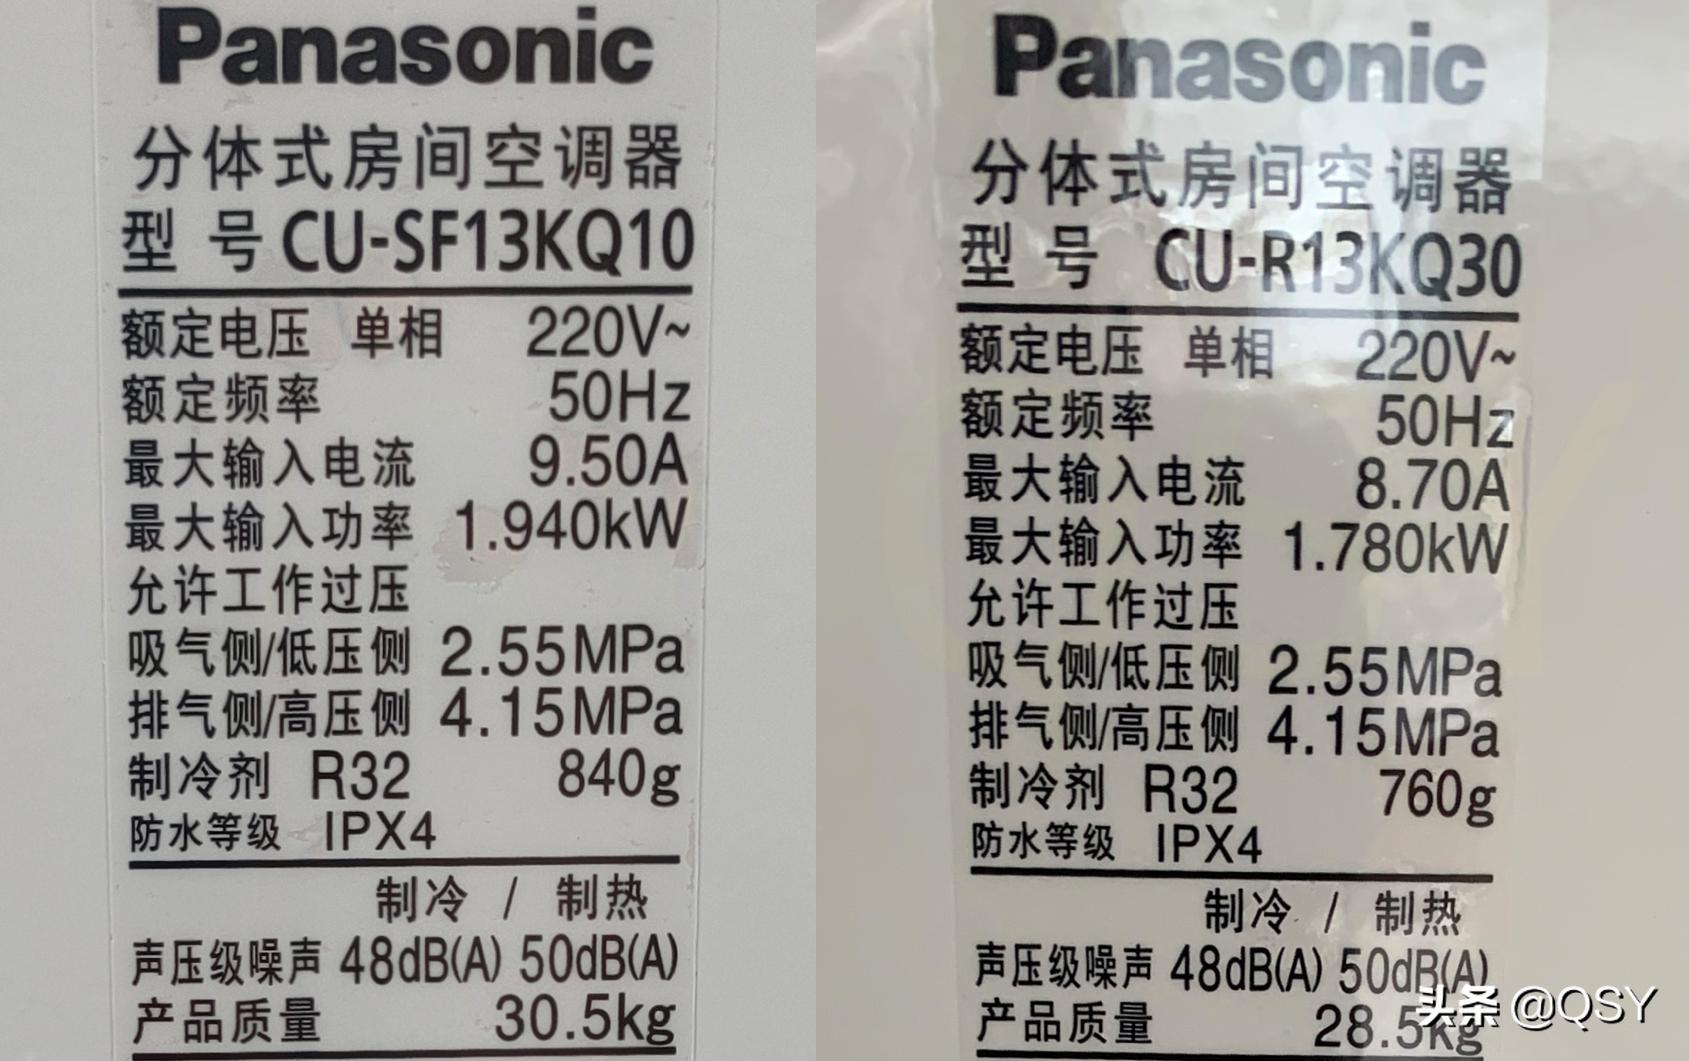 Panasonic
分体式房间空调器
型 号 CU-SF13KQ10
额定电压 单相 220V~
额定频率 50Hz
最大输入电流 9.50A
最大输入功率 1.940kW
允许工作过压
吸气侧/低压侧 2.55MPa
排气侧/高压侧 4.15MPa
制冷剂 R32 840g
防水等级 IPX4
制冷 / 制热
声压级噪声 48dB(A) 50dB(A)
产品质量 30.5kg
Panasonic
分体式房间空调器
型 号 CU-R13KQ30
额定电压 单相 220V~
额定频率 50Hz
最大输入电流 8.70A
最大输入功率 1.780kW
允许工作过压
吸气侧/低压侧 2.55MPa
排气侧/高压侧 4.15MPa
制冷剂 R32 760g
防水等级 IPX4
制冷 / 制热
声压级噪声 48dB(A) 50dB(A)
产品质量 28.5kg
头条 @QSY